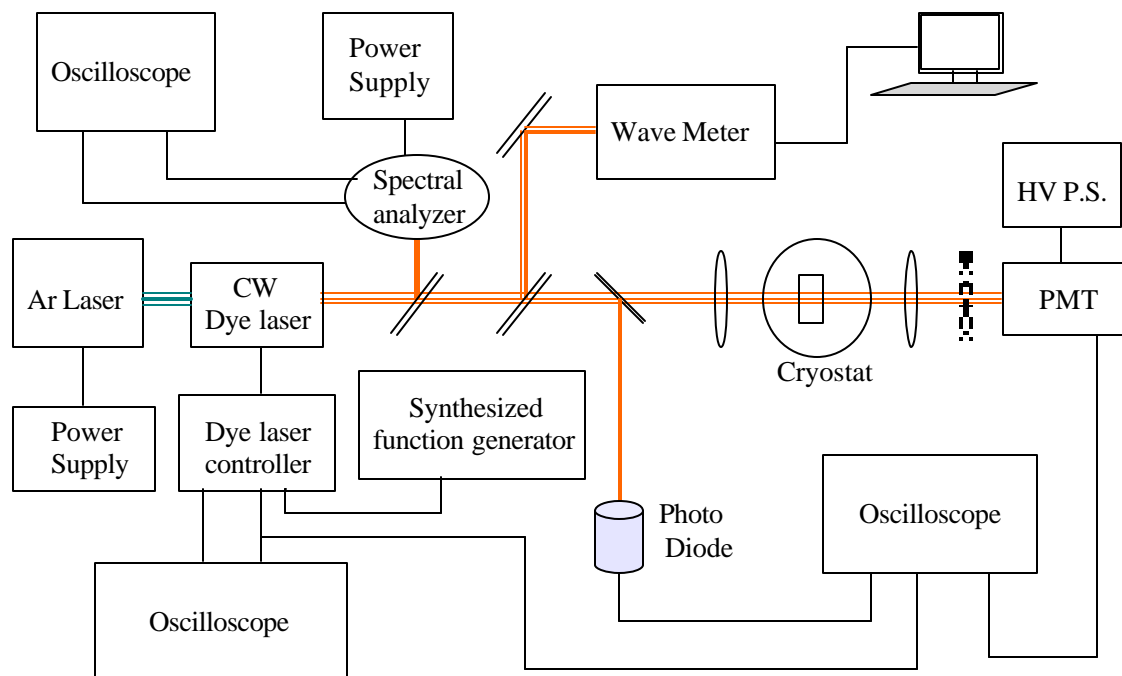 Oscilloscope
Power
Supply
Wave Meter
Spectral
analyzer
HV P.S.
Ar Laser
CW
Dye laser
PMT
Cryostat
Power
Supply
Dye laser
controller
Synthesized
function generator
Photo
Diode
Oscilloscope
Oscilloscope